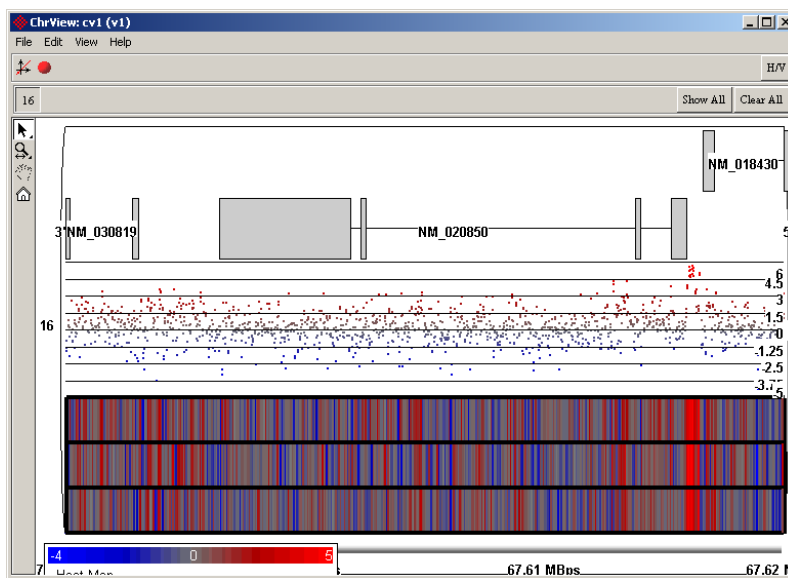 ChrView: cv1 (v1)
File Edit View Help
H/V
16 Show All Clear All
NM_018430
3' NM_030819 NM_020850 5
6
4.5
3
1.5
0
-1.25
-2.5
-3.75
-5
16
-4 0 5
67.61 MBps 67.62 M